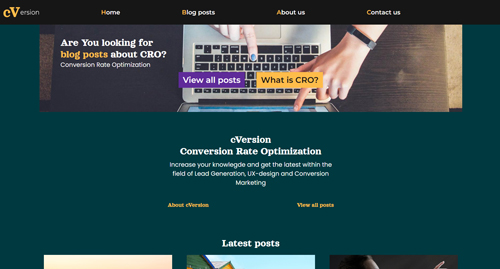 cVersion
Home
Blog posts
About us
Contact us
Are You looking for
blog posts about CRO?
Conversion Rate Optimization
View all posts
What is CRO?
cVersion
Conversion Rate Optimization
Increase your knowlegde and get the latest within the
field of Lead Generation, UX-design and Conversion
Marketing
About cVersion
View all posts
Latest posts